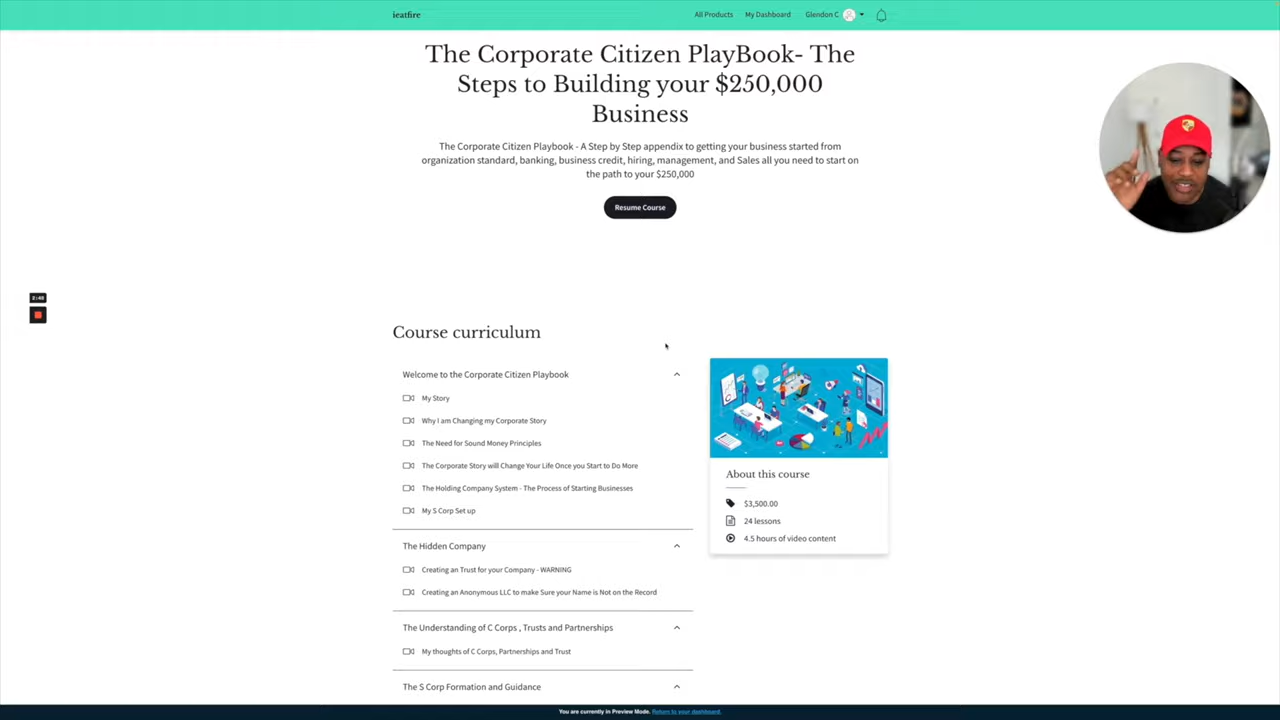 ieatfire
All Products
My Dashboard
Glendon C
The Corporate Citizen PlayBook- The
Steps to Building your $250,000
Business
The Corporate Citizen Playbook - A Step by Step appendix to getting your business started from
organization standard, banking, business credit, hiring, management, and Sales all you need to start on
the path to your $250,000
Resume Course
2:45
Course curriculum
Welcome to the Corporate Citizen Playbook
My Story
Why I am Changing my Corporate Story
The Need for Sound Money Principles
The Corporate Story will Change Your Life Once you Start to Do More
The Holding Company System - The Process of Starting Businesses
My S Corp Set up
The Hidden Company
Creating an Trust for your Company - WARNING
Creating an Anonymous LLC to make Sure your Name is Not on the Record
The Understanding of C Corps , Trusts and Partnerships
My thoughts of C Corps, Partnerships and Trust
The S Corp Formation and Guidance
About this course
$3,500.00
24 lessons
4.5 hours of video content
You are currently in Preview Mode. Return to your dashboard.